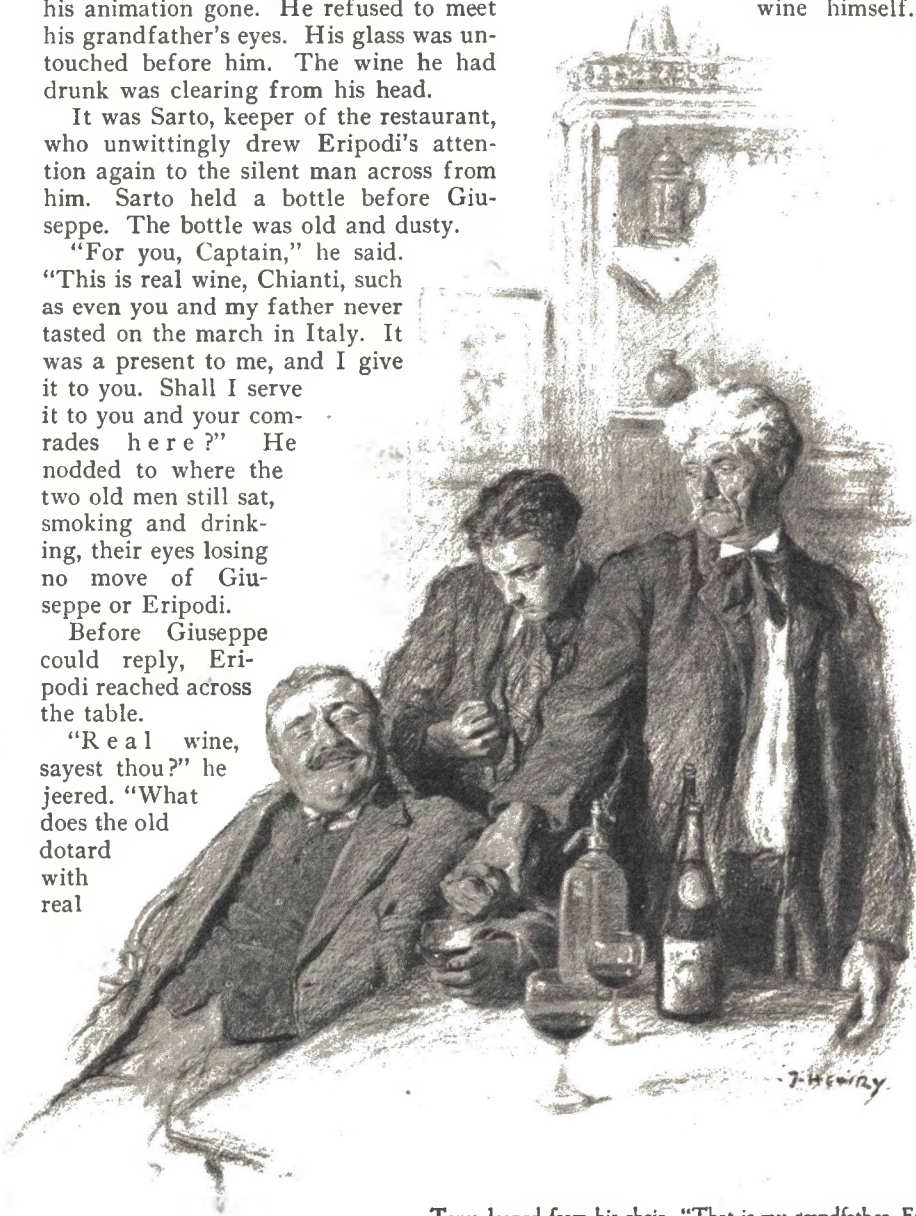 his animation gone. He refused to meet
his grandfather's eyes. His glass was un-
touched before him. The wine he had
drunk was clearing from his head.
It was Sarto, keeper of the restaurant,
who unwittingly drew Eripodi's atten-
tion again to the silent man across from
him. Sarto held a bottle before Giu-
seppe. The bottle was old and dusty.
"For you, Captain," he said.
"This is real wine, Chianti, such
as even you and my father never
tasted on the march in Italy. It
was a present to me, and I give
it to you. Shall I serve
it to you and your com-
rades here?" He
nodded to where the
two old men still sat,
smoking and drink-
ing, their eyes losing
no move of Giu-
seppe or Eripodi.
Before Giuseppe
could reply, Eri-
podi reached across
the table.
"Real wine,
sayest thou?" he
jeered. "What
does the old
dotard
with
real
wine himself.
J. HENRY
from his chair. "That is my grandfather,